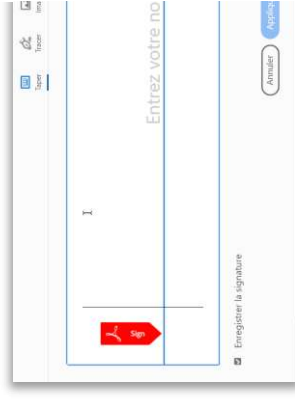 Taper
Tracer
Ima
Entrez votre no
Sign
Enregistrer la signature
Annuler
Appliqu